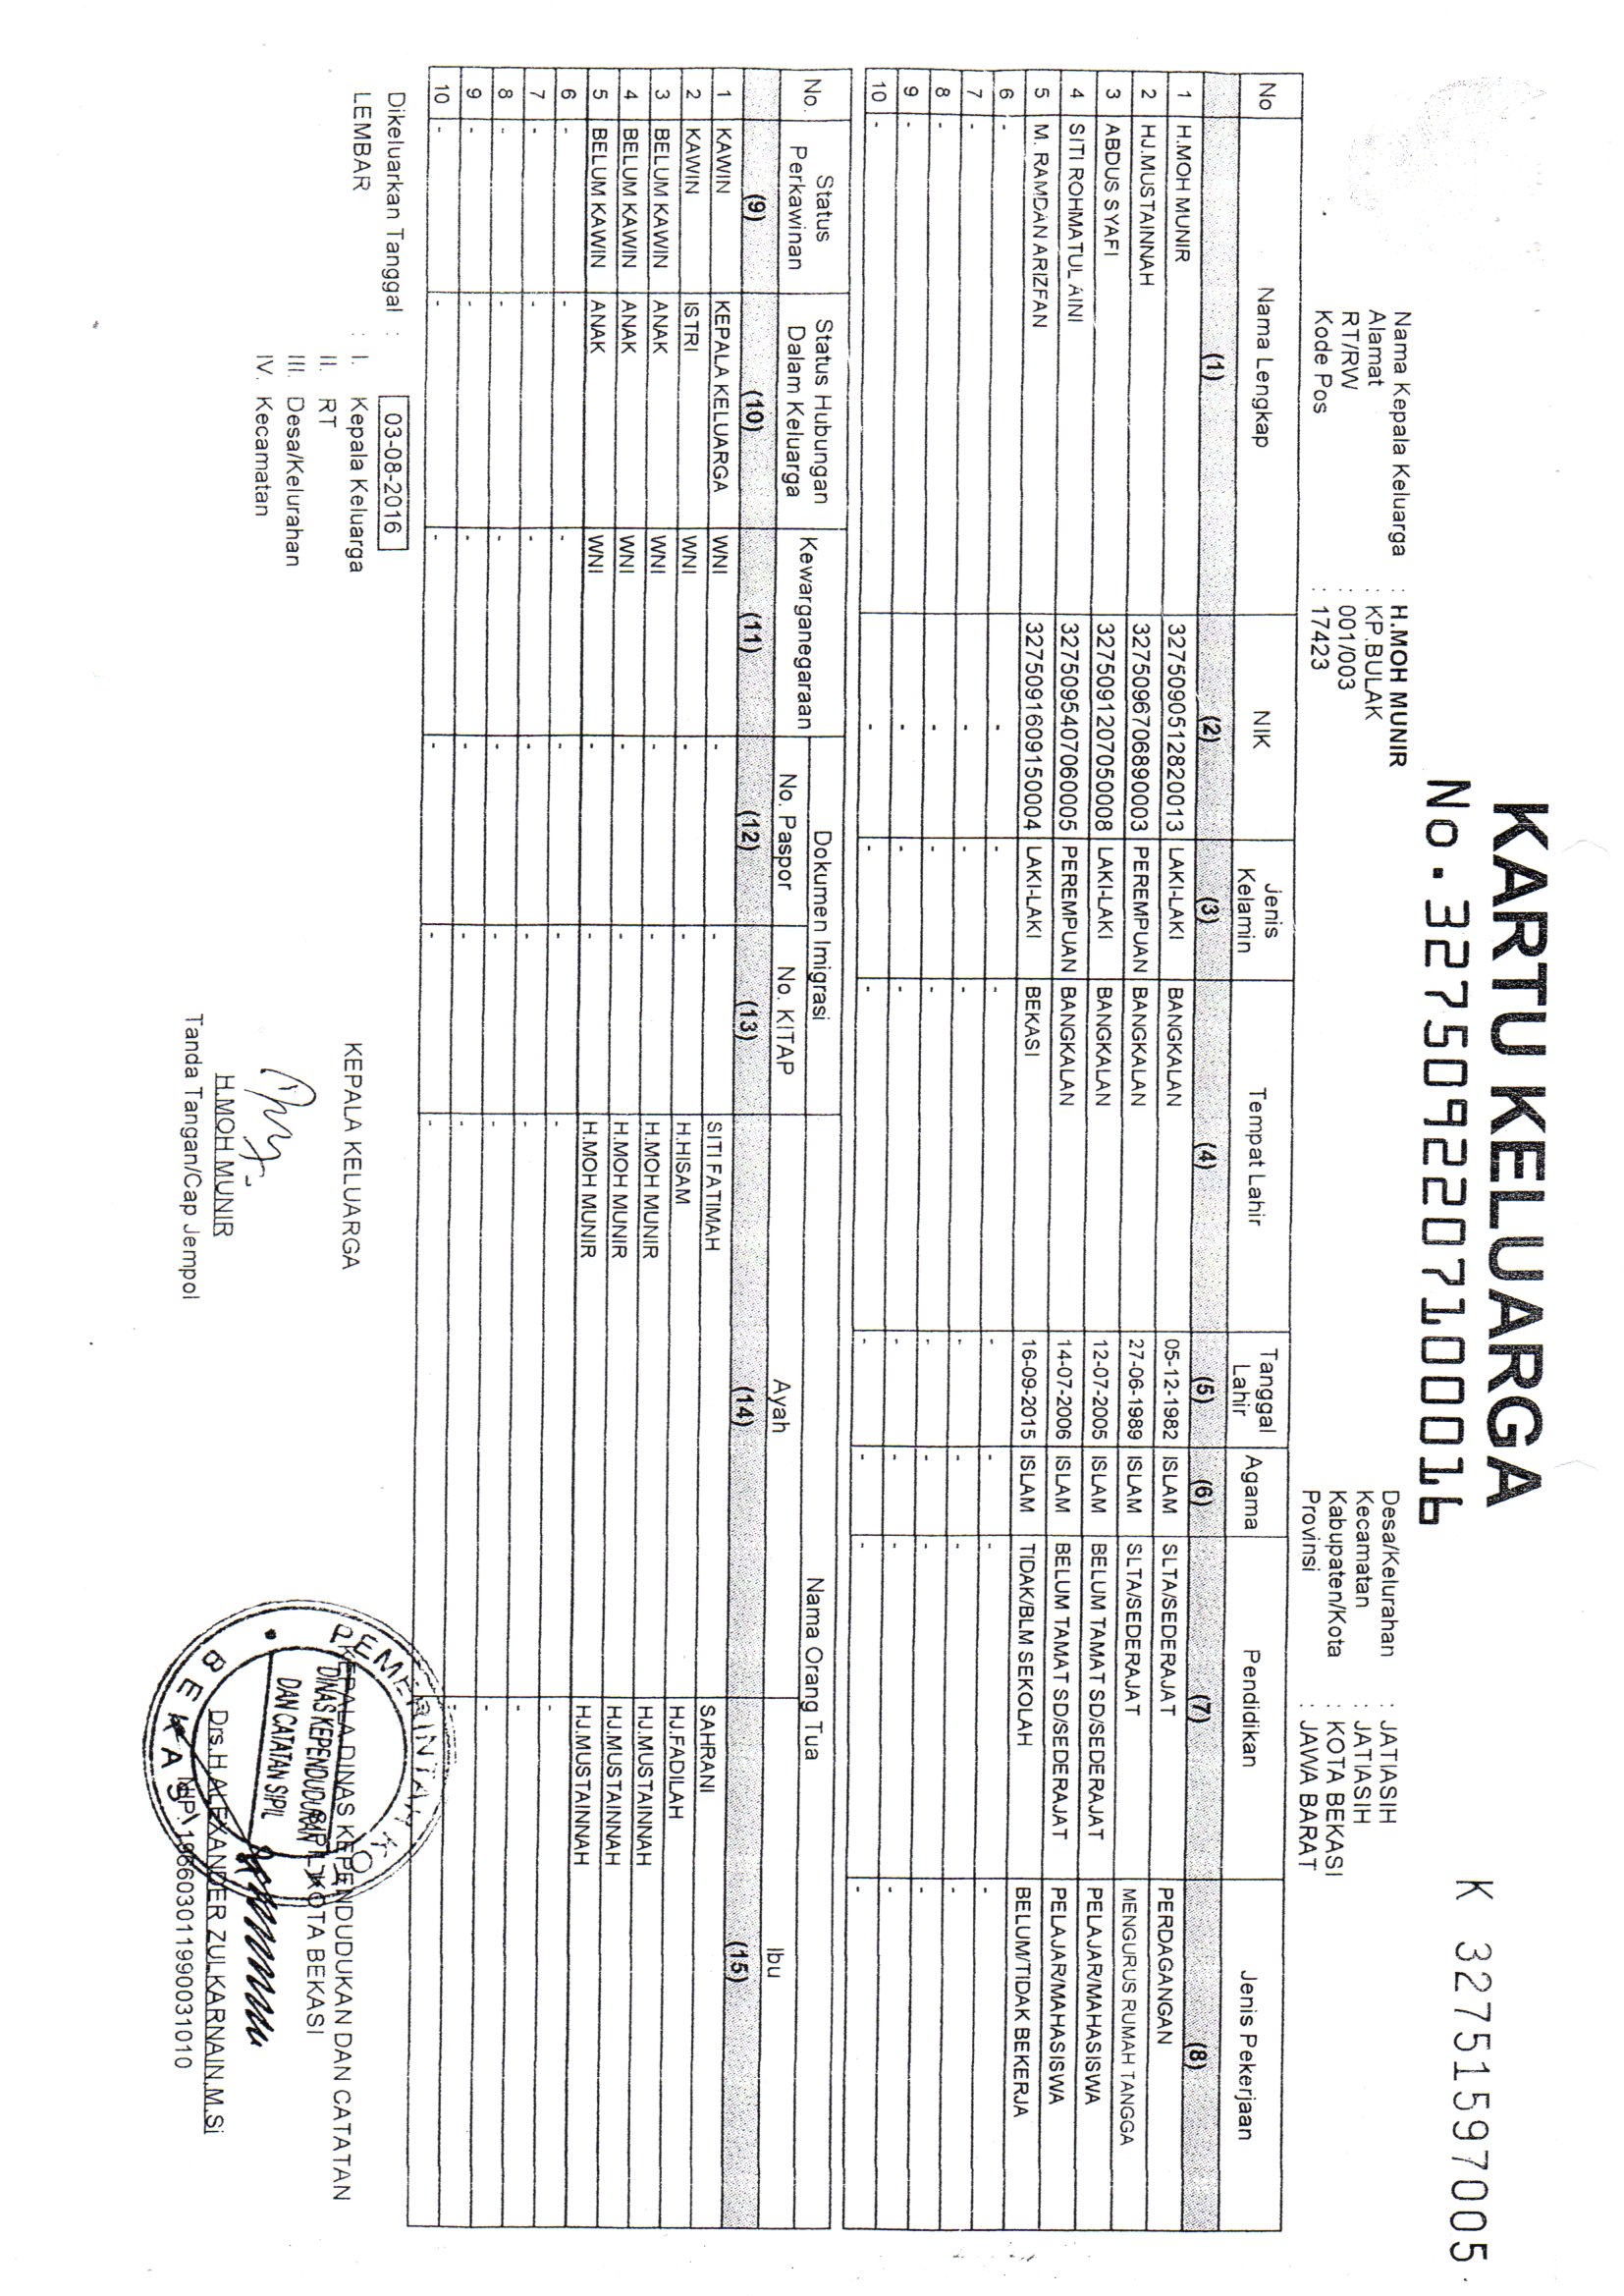 KARTU KELUARGA
No.3275092207100016
K 32751597005
Nama Kepala Keluarga : H.MOH MUNIR
Alamat : KP.BULAK
RT/RW : 001/003
Kode Pos : 17423
Desa/Kelurahan : JATIASIH
Kecamatan : JATIASIH
Kabupaten/Kota : KOTA BEKASI
Provinsi : JAWA BARAT
No Nama Lengkap NIK Jenis Kelamin Tempat Lahir Tanggal Lahir Agama Pendidikan Jenis Pekerjaan
(1) (2) (3) (4) (5) (6) (7) (8)
1 H.MOH MUNIR 3275090512820013 LAKI-LAKI BANGKALAN 05-12-1982 ISLAM SLTA/SEDERAJAT PERDAGANGAN
2 HJ.MUSTAINNAH 3275096706890003 PEREMPUAN BANGKALAN 27-06-1989 ISLAM SLTA/SEDERAJAT MENGURUS RUMAH TANGGA
3 ABDUS SYAFI 3275091207050008 LAKI-LAKI BANGKALAN 12-07-2005 ISLAM BELUM TAMAT SD/SEDERAJAT PELAJAR/MAHASISWA
4 SITI ROHMATUL AINI 3275095407060005 PEREMPUAN BANGKALAN 14-07-2006 ISLAM BELUM TAMAT SD/SEDERAJAT PELAJAR/MAHASISWA
5 M. RAMDAN ARIZFAN 3275091609150004 LAKI-LAKI BEKASI 16-09-2015 ISLAM TIDAK/BLM SEKOLAH BELUM/TIDAK BEKERJA
6 - - - - - - - -
7 - - - - - - - -
8 - - - - - - - -
9 - - - - - - - -
10 - - - - - - - -
No. Status Perkawinan Status Hubungan Dalam Keluarga Kewarganegaraan Dokumen Imigrasi Nama Orang Tua
No. Paspor No. KITAP Ayah Ibu
(9) (10) (11) (12) (13) (14) (15)
1 KAWIN KEPALA KELUARGA WNI - - SITI FATIMAH SAHRANI
2 KAWIN ISTRI WNI - - H.HISAM HJ.FADILAH
3 BELUM KAWIN ANAK WNI - - H.MOH MUNIR HJ.MUSTAINNAH
4 BELUM KAWIN ANAK WNI - - H.MOH MUNIR HJ.MUSTAINNAH
5 BELUM KAWIN ANAK WNI - - H.MOH MUNIR HJ.MUSTAINNAH
6 - - - - - - -
7 - - - - - - -
8 - - - - - - -
9 - - - - - - -
10 - - - - - -
Dikeluarkan Tanggal : 03-08-2016
LEMBAR : I. Kepala Keluarga
II. RT
III. Desa/Kelurahan
IV. Kecamatan
KEPALA KELUARGA
H.MOH MUNIR
Tanda Tangan/Cap Jempol
KEPALA DINAS KEPENDUDUKAN DAN CATATAN
SIPIL KOTA BEKASI
PEMERINTAH KOTA
DINAS KEPENDUDUKAN
DAN CATATAN SIPIL
BEKASI
Drs.H.ALEXANDER ZULKARNAIN,M.Si
NIP. 196603011990031010